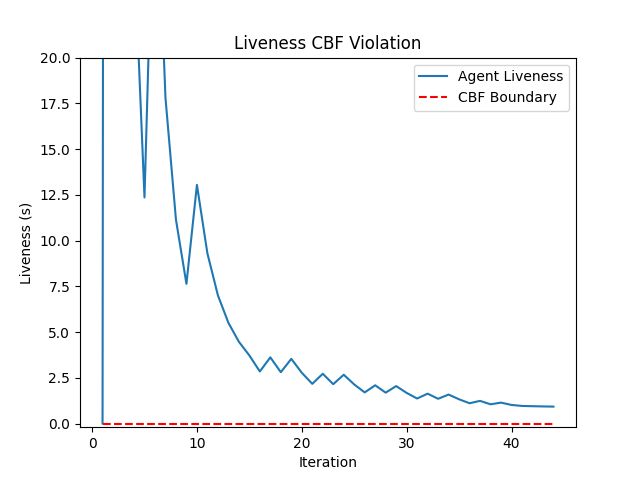 Liveness CBF Violation
Agent Liveness
CBF Boundary
20.0
17.5
15.0
12.5
10.0
7.5
5.0
2.5
0.0
Liveness (s)
0 10 20 30 40
Iteration